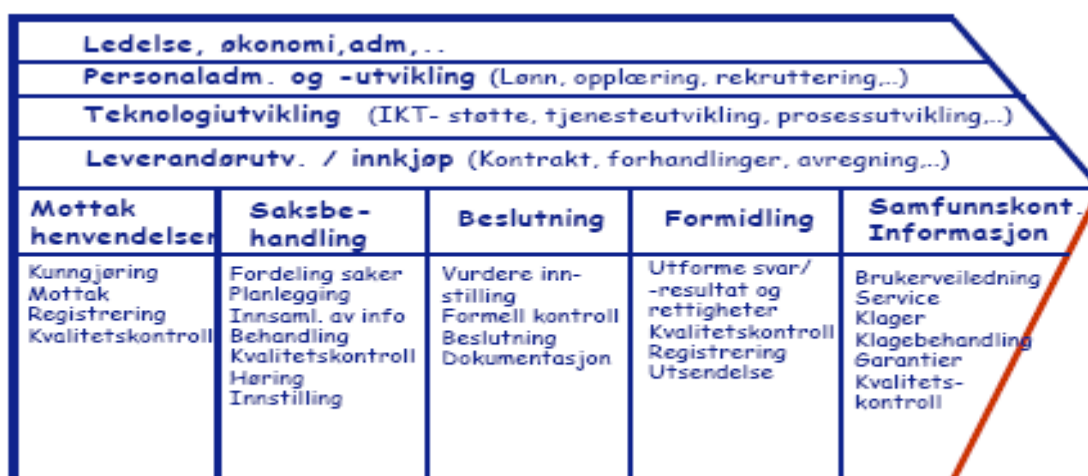 Ledelse, økonomi,adm,..
Personaladm. og -utvikling (Lønn, opplæring, rekruttering,..)
Teknologiutvikling (IKT- støtte, tjenesteutvikling, prosessutvikling,..)
Leverandørutv. / innkjøp (Kontrakt, forhandlinger, avregning,..)
Mottak
henvendelser
Kunngjøring
Mottak
Registrering
Kvalitetskontroll
Saksbe-
handling
Fordeling saker
Planlegging
Innsaml. av info
Behandling
Kvalitetskontroll
Høring
Innstilling
Beslutning
Vurdere inn-
stilling
Formell kontroll
Beslutning
Dokumentasjon
Formidling
Utforme svar/
-resultat og
rettigheter
Kvalitetskontroll
Registrering
Utsendelse
Samfunnskont.
Informasjon
Brukerveiledning
Service
Klager
Klagebehandling
Garantier
Kvalitets-
kontroll